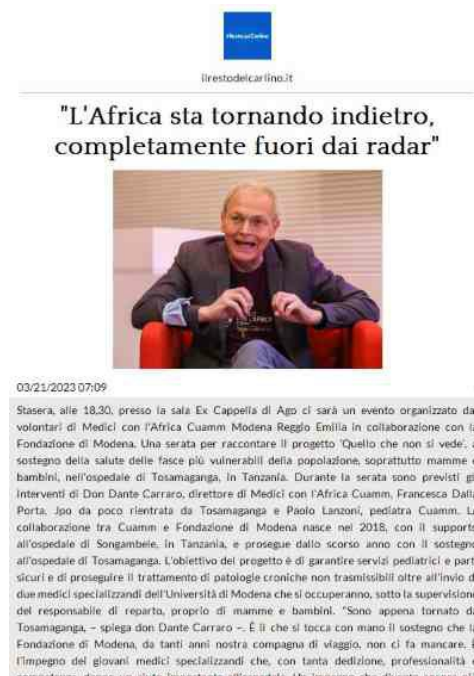 ilrestodelcarlino.it
"L'Africa sta tornando indietro,
completamente fuori dai radar"
03/21/2023 07:09
Stasera, alle 18,30, presso la sala Ex Cappella di Ago ci sarà un evento organizzato da
volontari di Medici con l'Africa Cuamm Modena Reggio Emilia in collaborazione con l
Fondazione di Modena. Una serata per raccontare il progetto 'Quello che non si vede',
sostegno della salute delle fasce più vulnerabili della popolazione, soprattutto mamme
bambini, nell'ospedale di Tosamaganga, in Tanzania. Durante la serata sono previsti gl
interventi di Don Dante Carraro, direttore di Medici con l'Africa Cuamm, Francesca Dall
Porta, Jpo da poco rientrata da Tosamaganga e Paolo Lanzoni, pediatra Cuamm. L
collaborazione tra Cuamm e Fondazione di Modena nasce nel 2018, con il support
all'ospedale di Songambele, in Tanzania, e prosegue dallo scorso anno con il sostegn
all'ospedale di Tosamaganga. L'obiettivo del progetto è di garantire servizi pediatrici e part
sicuri e di proseguire il trattamento di patologie croniche non trasmissibili oltre all'invio d
due medici specializzandi dell'Università di Modena che si occuperanno, sotto la supervision
del responsabile di reparto, proprio di mamme e bambini. "Sono appena tornato d
Tosamaganga, – spiega don Dante Carraro –. È lì che si tocca con mano il sostegno che l
Fondazione di Modena, da tanti anni nostra compagna di viaggio, non ci fa mancare.
l'impegno dei giovani medici specializzandi che, con tanta dedizione, professionalità